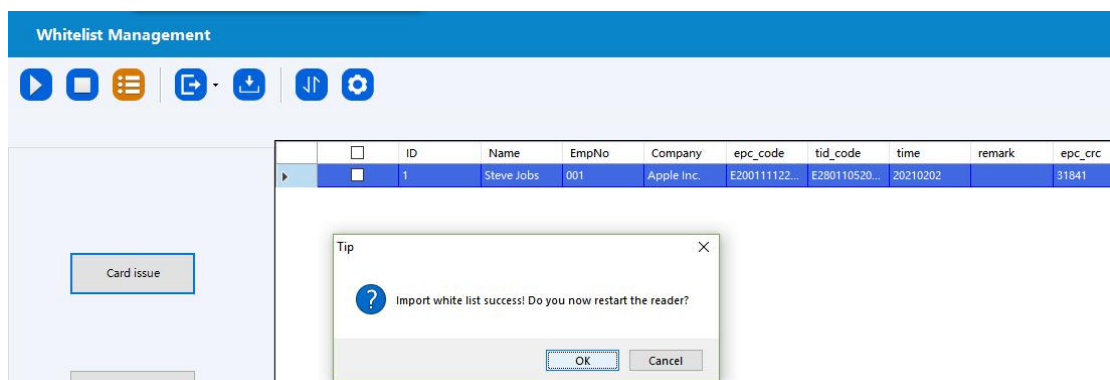 Whitelist Management
ID Name EmpNo Company epc_code tid_code time remark epc_crc
1 Steve Jobs 001 Apple Inc. E200111122... E280110520... 20210202 31841
Tip
Card issue
Import white list success! Do you now restart the reader?
OK Cancel